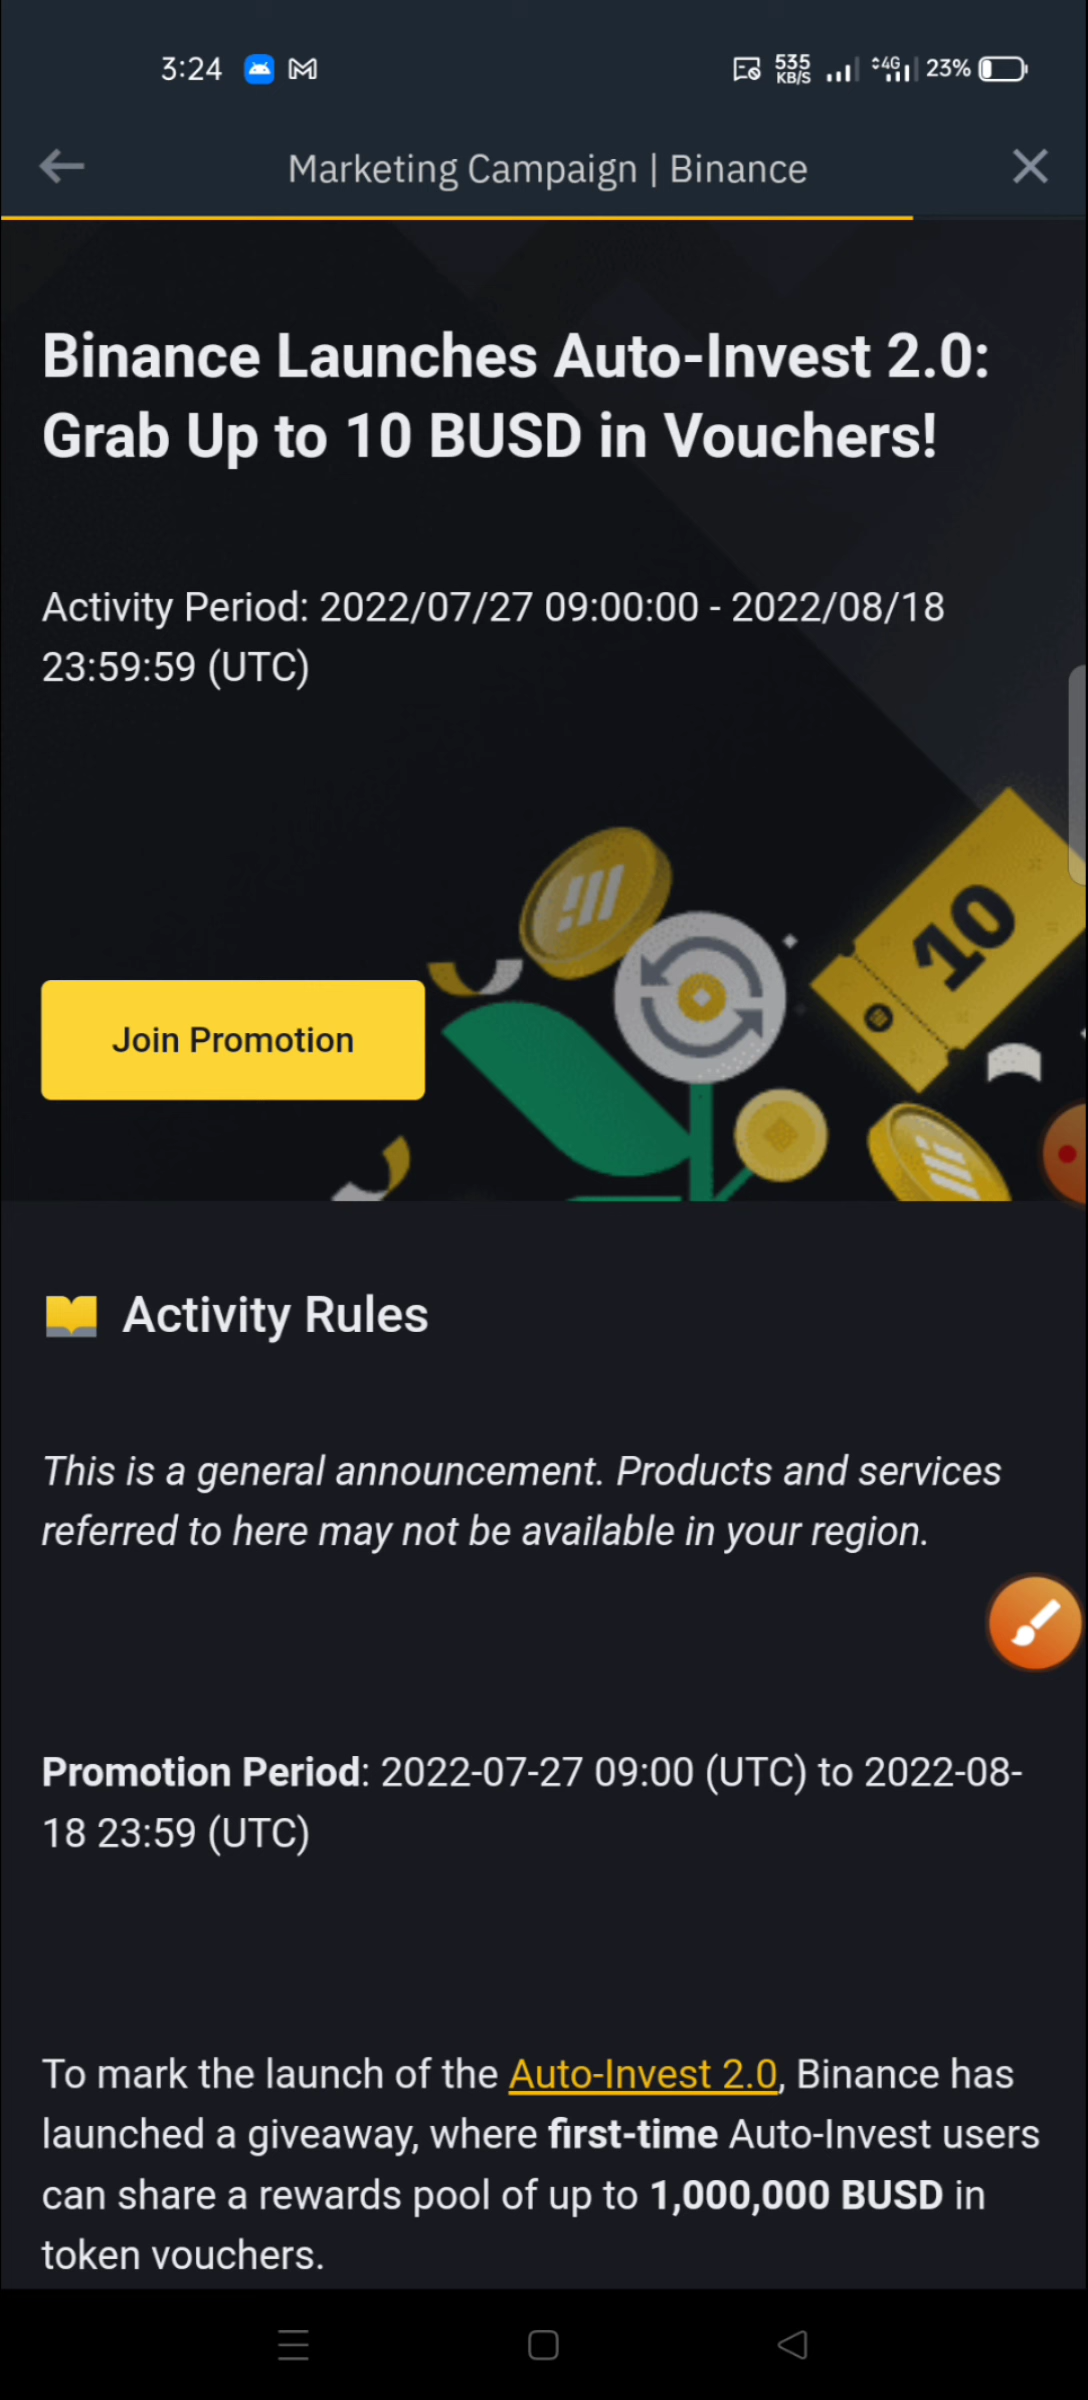 3:24
535 KB/S 4G 23%
Marketing Campaign | Binance
Binance Launches Auto-Invest 2.0:
Grab Up to 10 BUSD in Vouchers!
Activity Period: 2022/07/27 09:00:00 - 2022/08/18
23:59:59 (UTC)
10
Join Promotion
Activity Rules
This is a general announcement. Products and services
referred to here may not be available in your region.
Promotion Period: 2022-07-27 09:00 (UTC) to 2022-08-
18 23:59 (UTC)
To mark the launch of the Auto-Invest 2.0, Binance has
launched a giveaway, where first-time Auto-Invest users
can share a rewards pool of up to 1,000,000 BUSD in
token vouchers.